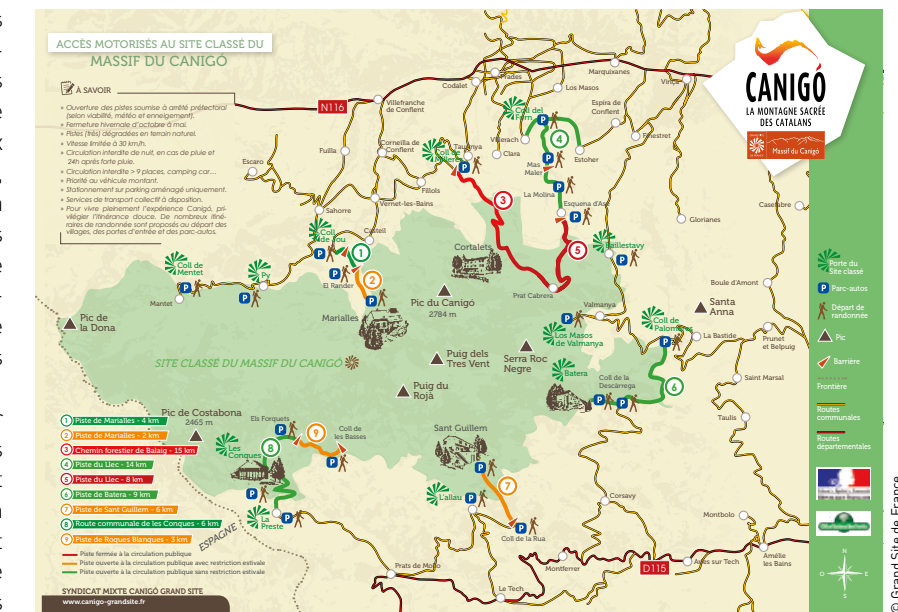 ACCÈS MOTORISÉS AU SITE CLASSÉ DU
MASSIF DU CANIGÓ
À SAVOIR
» Ouverture des pistes soumise à arrêté préfectoral
(selon viabilité, météo et enneigement).
» Fermeture hivernale d'octobre à mai.
» Pistes (très) dégradées en terrain naturel.
» Vitesse limitée à 30 km/h.
» Circulation interdite de nuit, en cas de pluie et
24h après forte pluie.
» Circulation interdite > 9 places, camping car...
» Priorité au véhicule montant.
» Stationnement sur parking aménagé uniquement.
» Services de transport collectif à disposition.
» Pour vivre pleinement l'expérience Canigó, pri-
vilégier l'itinérance douce. De nombreux itiné-
raires de randonnée sont proposés au départ des
villages, des portes d'entrée et des parc-autos.
CANIGÓ
LA MONTAGNE SACRÉE
DES CATALANS
Massif du Canigó
N116
Villefranche
de Conflent
Codalet
Prades
Marquixanes
Los Masos
Vinça
Espira de
Conflent
Finestret
Estoher
Coll del
Forn
Villerach
Clara
Taurinya
Coll de
Millères
Corneilla de
Conflent
Fuilla
Escaro
Fillols
Vernet-les-Bains
Sahorre
Casteil
Coll
de Jou
Mas
Maler
La Molina
Esquena d'Ase
Glorianes
Casefabre
Baillestavy
Cortalets
Prat Cabrera
Coll de
Mentet
Mantet
Py
El Rander
Marialles
Pic du Canigó
2784 m
Pic de
la Dona
SITE CLASSÉ DU MASSIF DU CANIGÓ
Puig dels
Tres Vent
Puig du
Rojà
Serra Roc
Negre
Valmanya
Los Masos
de Valmanya
Batera
Coll de la
Descàrrega
Coll de
Palomères
Boule d'Amont
Santa
Anna
La Bastide
Prunet
et Belpuig
Saint Marsal
Taulis
Pic de Costabona
2465 m
Els Forquets
Coll de
les Basses
Les
Conques
La
Preste
Sant Guillem
L'allau
Coll de la Rua
Corsavy
Montbolo
Montferrer
D115
Arles sur Tech
Amélie
les Bains
Le Tech
Prats de Mollo
ESPAGNE
1 Piste de Marialles - 4 km
2 Piste de Marialles - 2 km
3 Chemin forestier de Balaig - 15 km
4 Piste du Llec - 14 km
5 Piste du Llec - 8 km
6 Piste de Batera - 9 km
7 Piste de Sant Guillem - 6 km
8 Route communale de les Conques - 6 km
9 Piste de Roques Blanques - 3 km
Piste fermée à la circulation publique
Piste ouverte à la circulation publique avec restriction estivale
Piste ouverte à la circulation publique sans restriction estivale
SYNDICAT MIXTE CANIGÓ GRAND SITE
www.canigo-grandsite.fr
Porte du
Site classé
Parc-autos
Départ de
randonnée
Pic
Barrière
Frontière
Routes
communales
Routes
départementales
N
O
E
S
© Grand Site de France